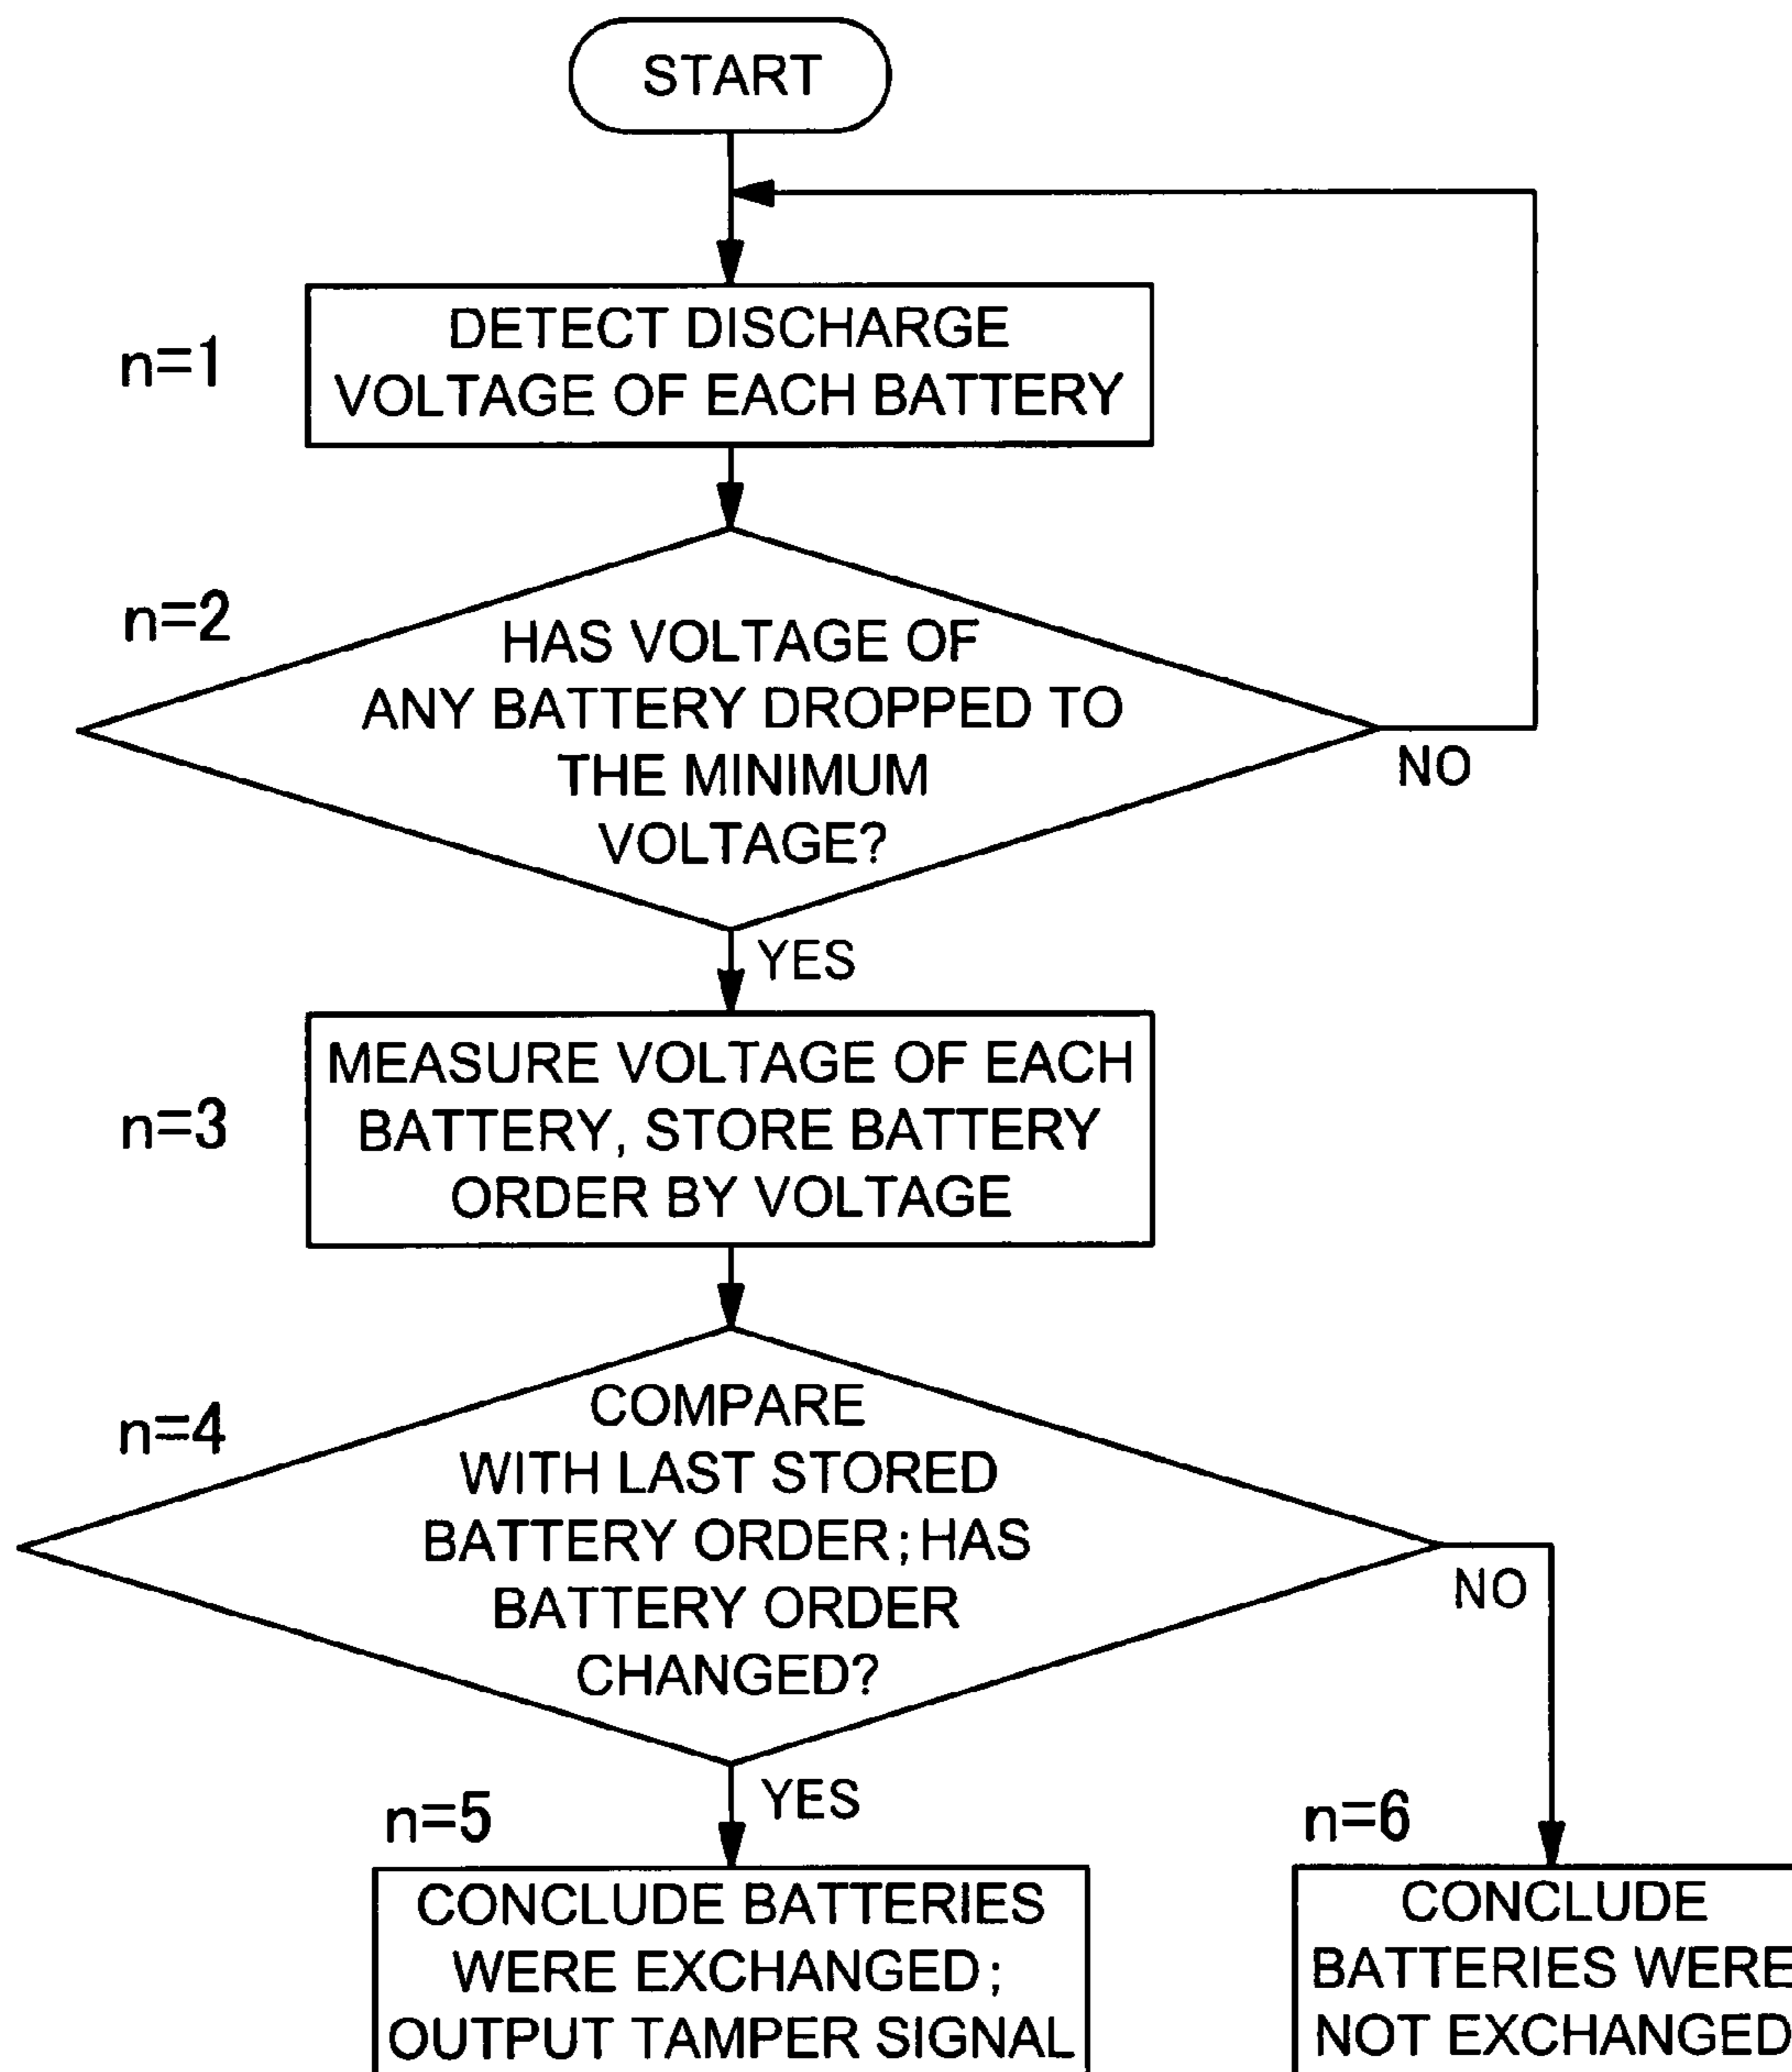 START
n=1
DETECT DISCHARGE
VOLTAGE OF EACH BATTERY
n=2
HAS VOLTAGE OF
ANY BATTERY DROPPED TO
THE MINIMUM
VOLTAGE?
NO
YES
n=3
MEASURE VOLTAGE OF EACH
BATTERY, STORE BATTERY
ORDER BY VOLTAGE
n=4
COMPARE
WITH LAST STORED
BATTERY ORDER; HAS
BATTERY ORDER
CHANGED?
NO
YES
n=5
CONCLUDE BATTERIES
WERE EXCHANGED;
OUTPUT TAMPER SIGNAL
n=6
CONCLUDE
BATTERIES WERE
NOT EXCHANGED